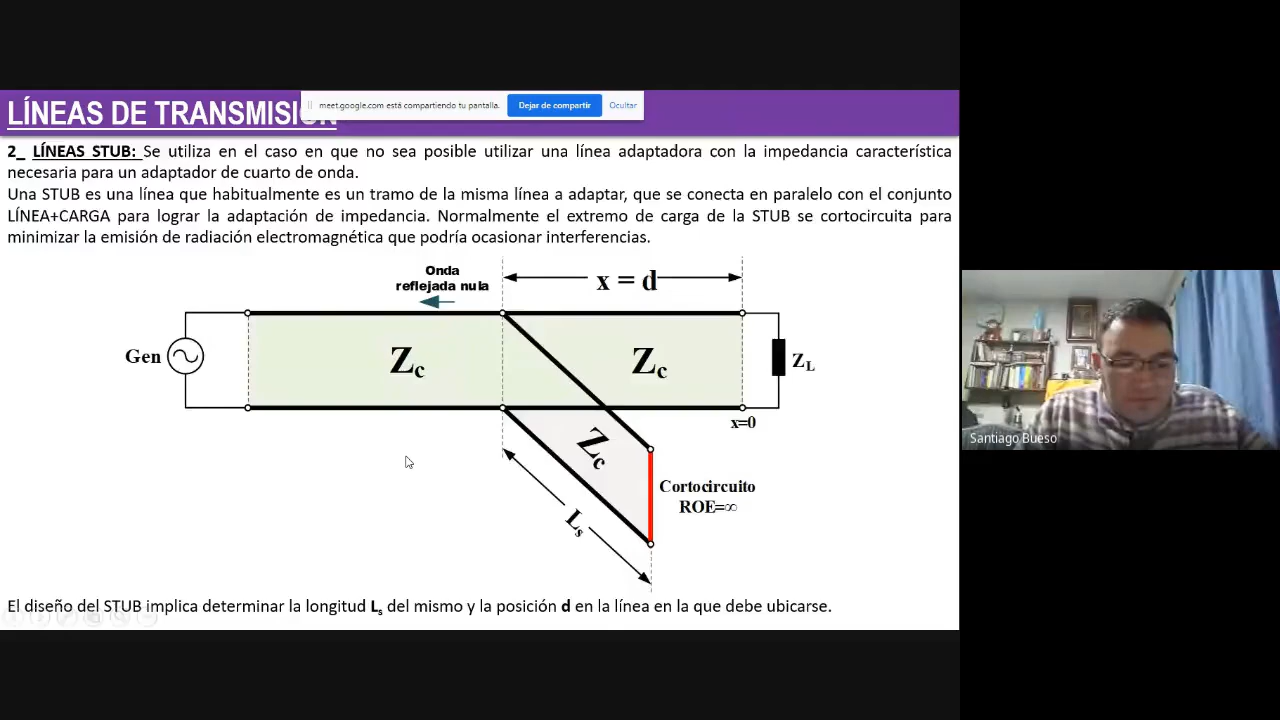 LÍNEAS DE TRANSMISIÓN
meet.google.com está compartiendo tu pantalla.
Dejar de compartir
Ocultar
2_ LÍNEAS STUB: Se utiliza en el caso en que no sea posible utilizar una línea adaptadora con la impedancia característica
necesaria para un adaptador de cuarto de onda.
Una STUB es una línea que habitualmente es un tramo de la misma línea a adaptar, que se conecta en paralelo con el conjunto
LÍNEA+CARGA para lograr la adaptación de impedancia. Normalmente el extremo de carga de la STUB se cortocircuita para
minimizar la emisión de radiación electromagnética que podría ocasionar interferencias.
Onda
reflejada nula
x = d
Gen
Zc
Zc
ZL
x=0
Zc
Cortocircuito
ROE=∞
Ls
El diseño del STUB implica determinar la longitud Ls del mismo y la posición d en la línea en la que debe ubicarse.
Santiago Bueso